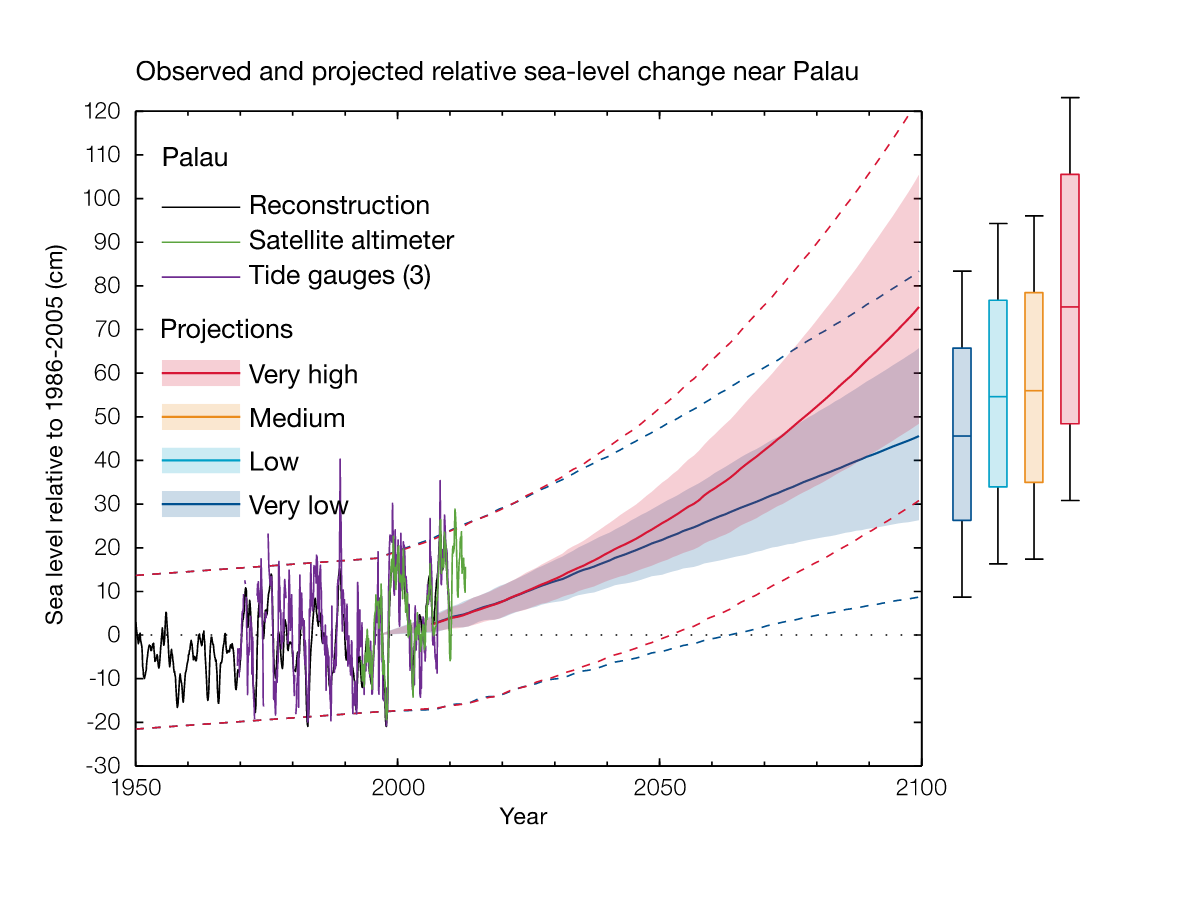 Observed and projected relative sea-level change near Palau
120
110
100
90
80
70
60
50
40
30
20
10
0
-10
-20
-30
Sea level relative to 1986-2005 (cm)
Palau
Reconstruction
Satellite altimeter
Tide gauges (3)
Projections
Very high
Medium
Low
Very low
1950 2000 2050 2100
Year